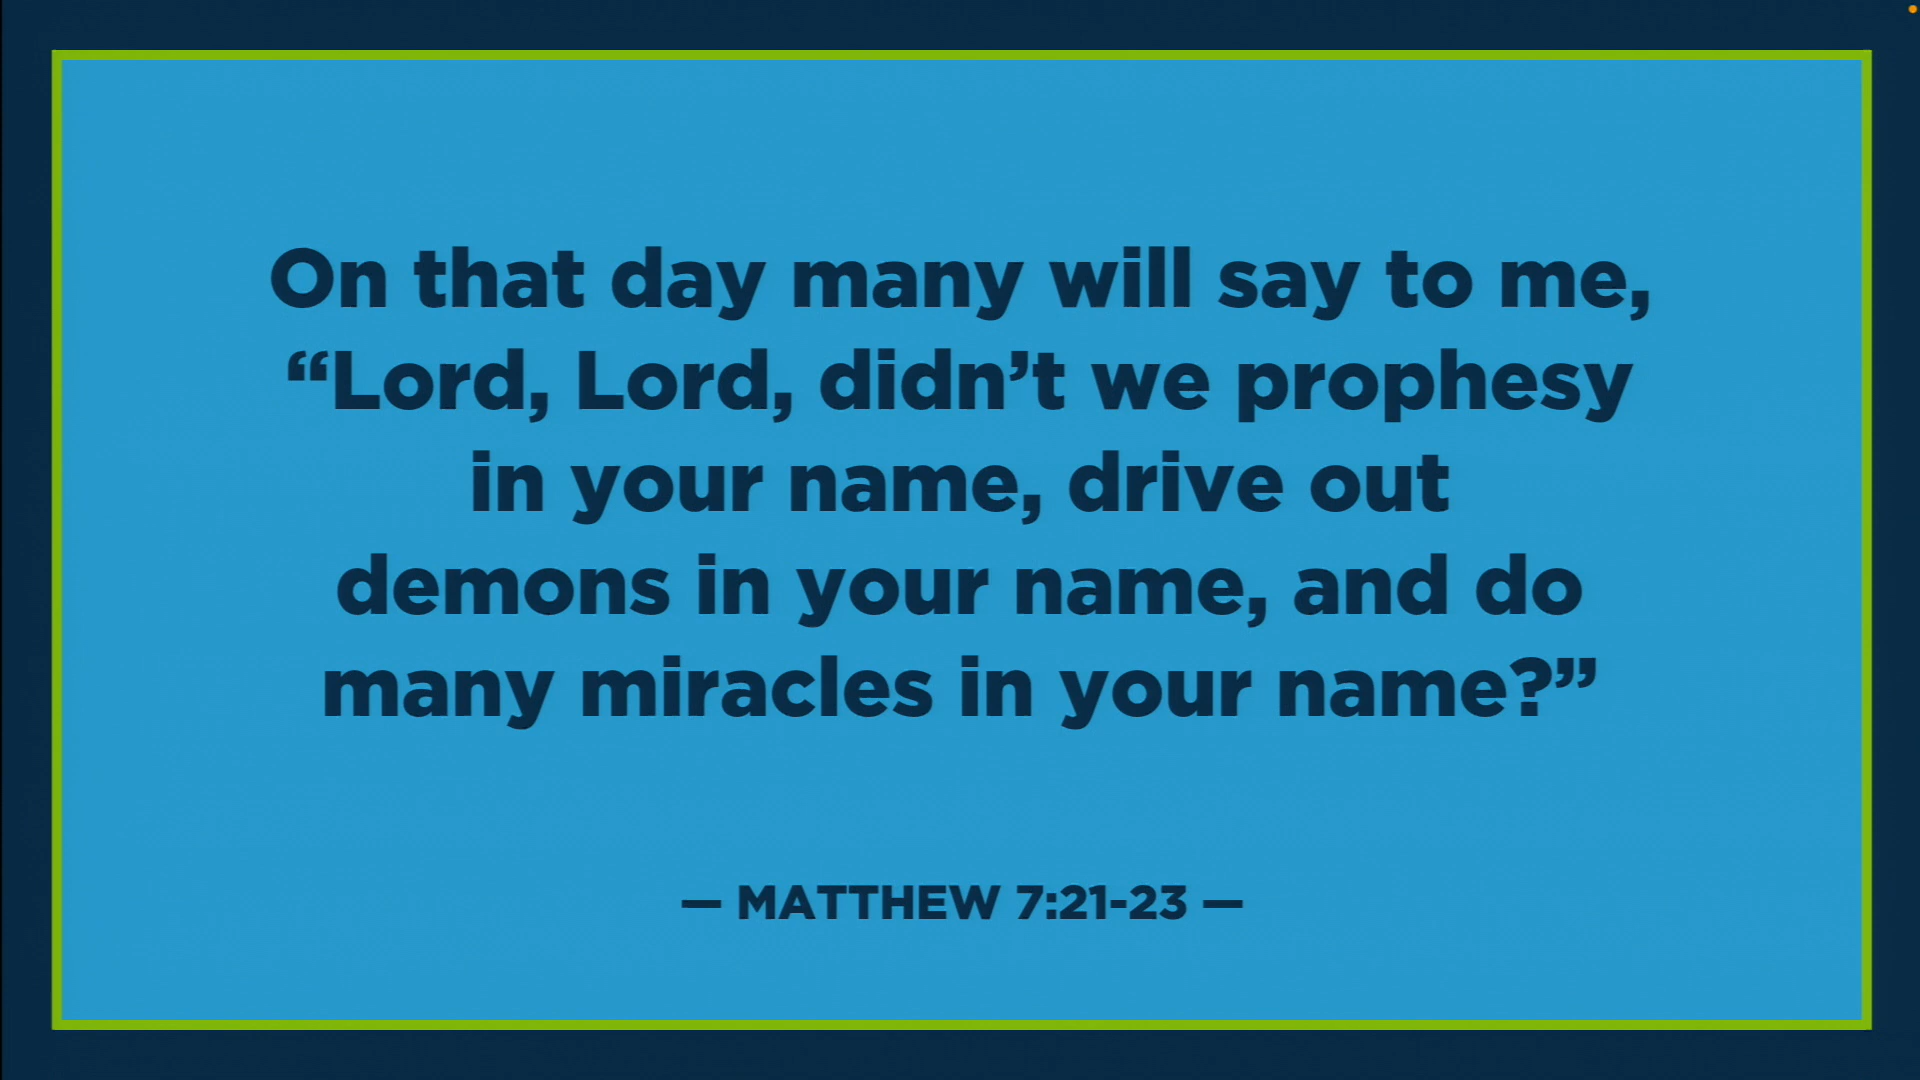 On that day many will say to me,
“Lord, Lord, didn’t we prophesy
in your name, drive out
demons in your name, and do
many miracles in your name?”
— MATTHEW 7:21-23 —